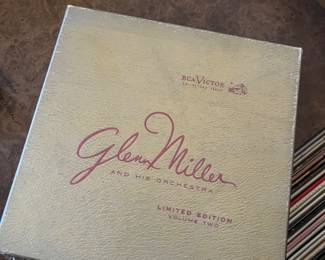 RCA VICTOR
Glenn Miller
AND HIS ORCHESTRA
LIMITED EDITION
VOLUME TWO